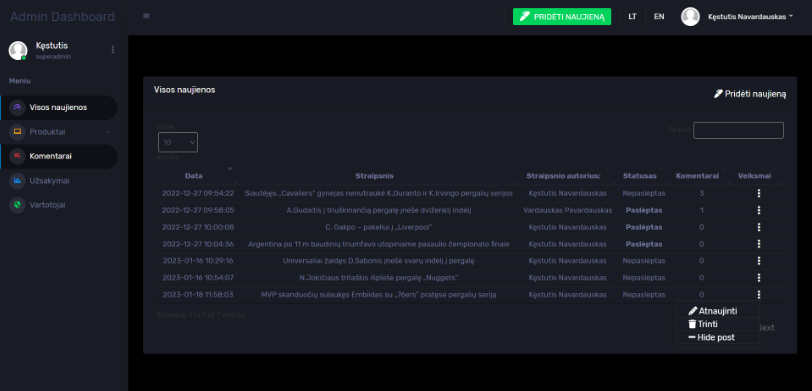 Admin Dashboard
PRIDĖTI NAUJIENĄ
LT
EN
Kęstutis Navardauskas
Kęstutis
superadmin
Meniu
Visos naujienos
Produktai
Komentarai
Užsakymai
Vartotojai
Visos naujienos
Pridėti naujieną
Show
10
entries
Search:
Data Straipsnis Straipsnio autorius: Statusas Komentarai Veiksmai
2022-12-27 09:54:22 Siautėjęs „Cavaliers" gynėjas nenutraukė K.Duranto ir K.Irvingo pergalių serijos Kęstutis Navardauskas Nepaslėptas 3
2022-12-27 09:58:05 A.Gudaitis į triuškinančią pergalę įnešė dviženklį indėlį Vardauskas Pavardauskas Paslėptas 1
2022-12-27 10:00:08 C. Gakpo – pakeliui į „Liverpool" Kęstutis Navardauskas Paslėptas 0
2022-12-27 10:04:36 Argentina po 11 m baudinių triumfavo utopiniame pasaulio čempionato finale Kęstutis Navardauskas Paslėptas 0
2023-01-16 10:29:16 Universaliai žaidęs D.Sabonis įnešė svarų indėlį į pergalę Kęstutis Navardauskas Nepaslėptas 0
2023-01-16 10:54:07 N.Jokičiaus tritaškis išplėšė pergalę „Nuggets" Kęstutis Navardauskas Nepaslėptas 0
2023-01-18 11:58:03 MVP skanduočių sulaukęs Embiidas su „76ers" pratęsė pergalių seriją Kęstutis Navardauskas Nepaslėptas 0
Showing 1 to 7 of 7 entries
Atnaujinti
Trinti
Hide post
Next